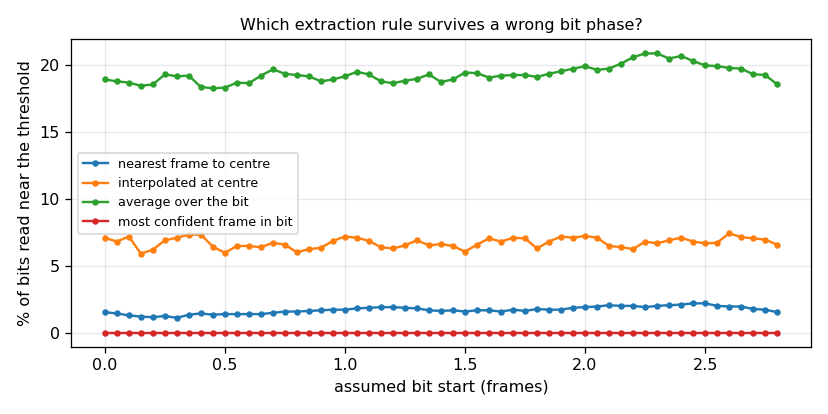 Which extraction rule survives a wrong bit phase?
% of bits read near the threshold
20
15
10
5
0
nearest frame to centre
interpolated at centre
average over the bit
most confident frame in bit
0.0 0.5 1.0 1.5 2.0 2.5
assumed bit start (frames)